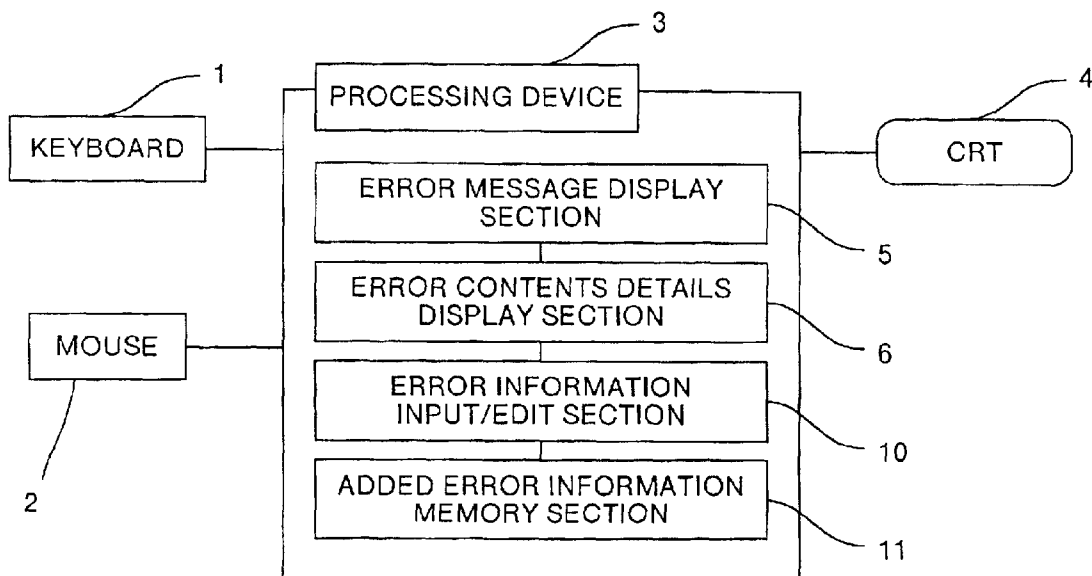 3
1
PROCESSING DEVICE
4
KEYBOARD
CRT
ERROR MESSAGE DISPLAY
SECTION
5
ERROR CONTENTS DETAILS
DISPLAY SECTION
MOUSE
6
ERROR INFORMATION
INPUT/EDIT SECTION
10
2
ADDED ERROR INFORMATION
MEMORY SECTION
11